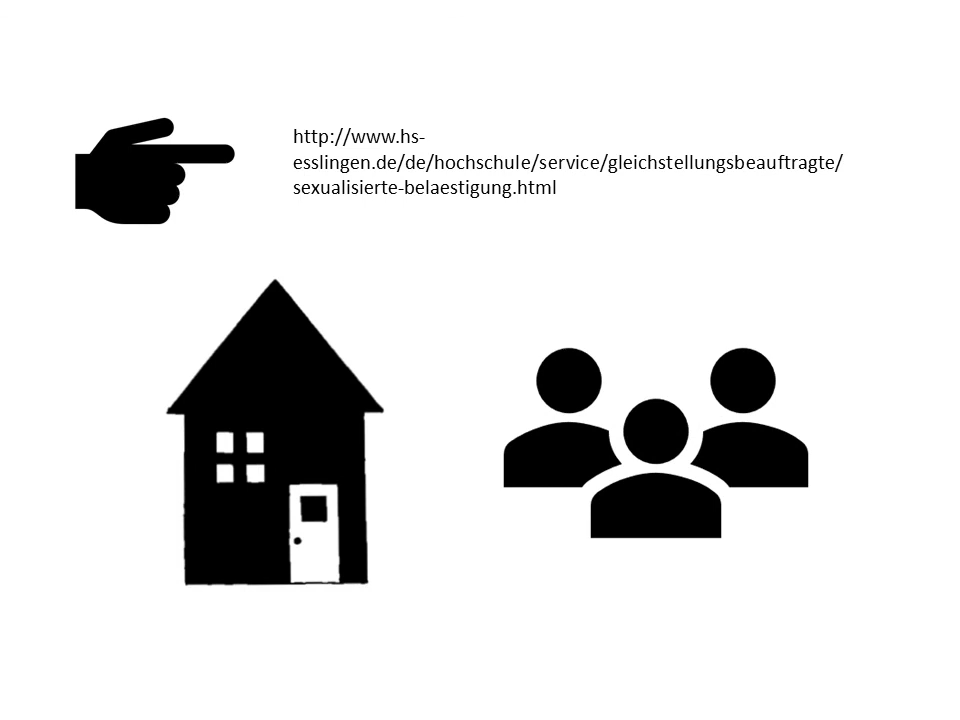 http://www.hs-
esslingen.de/de/hochschule/service/gleichstellungsbeauftragte/
sexualisierte-belaestigung.html